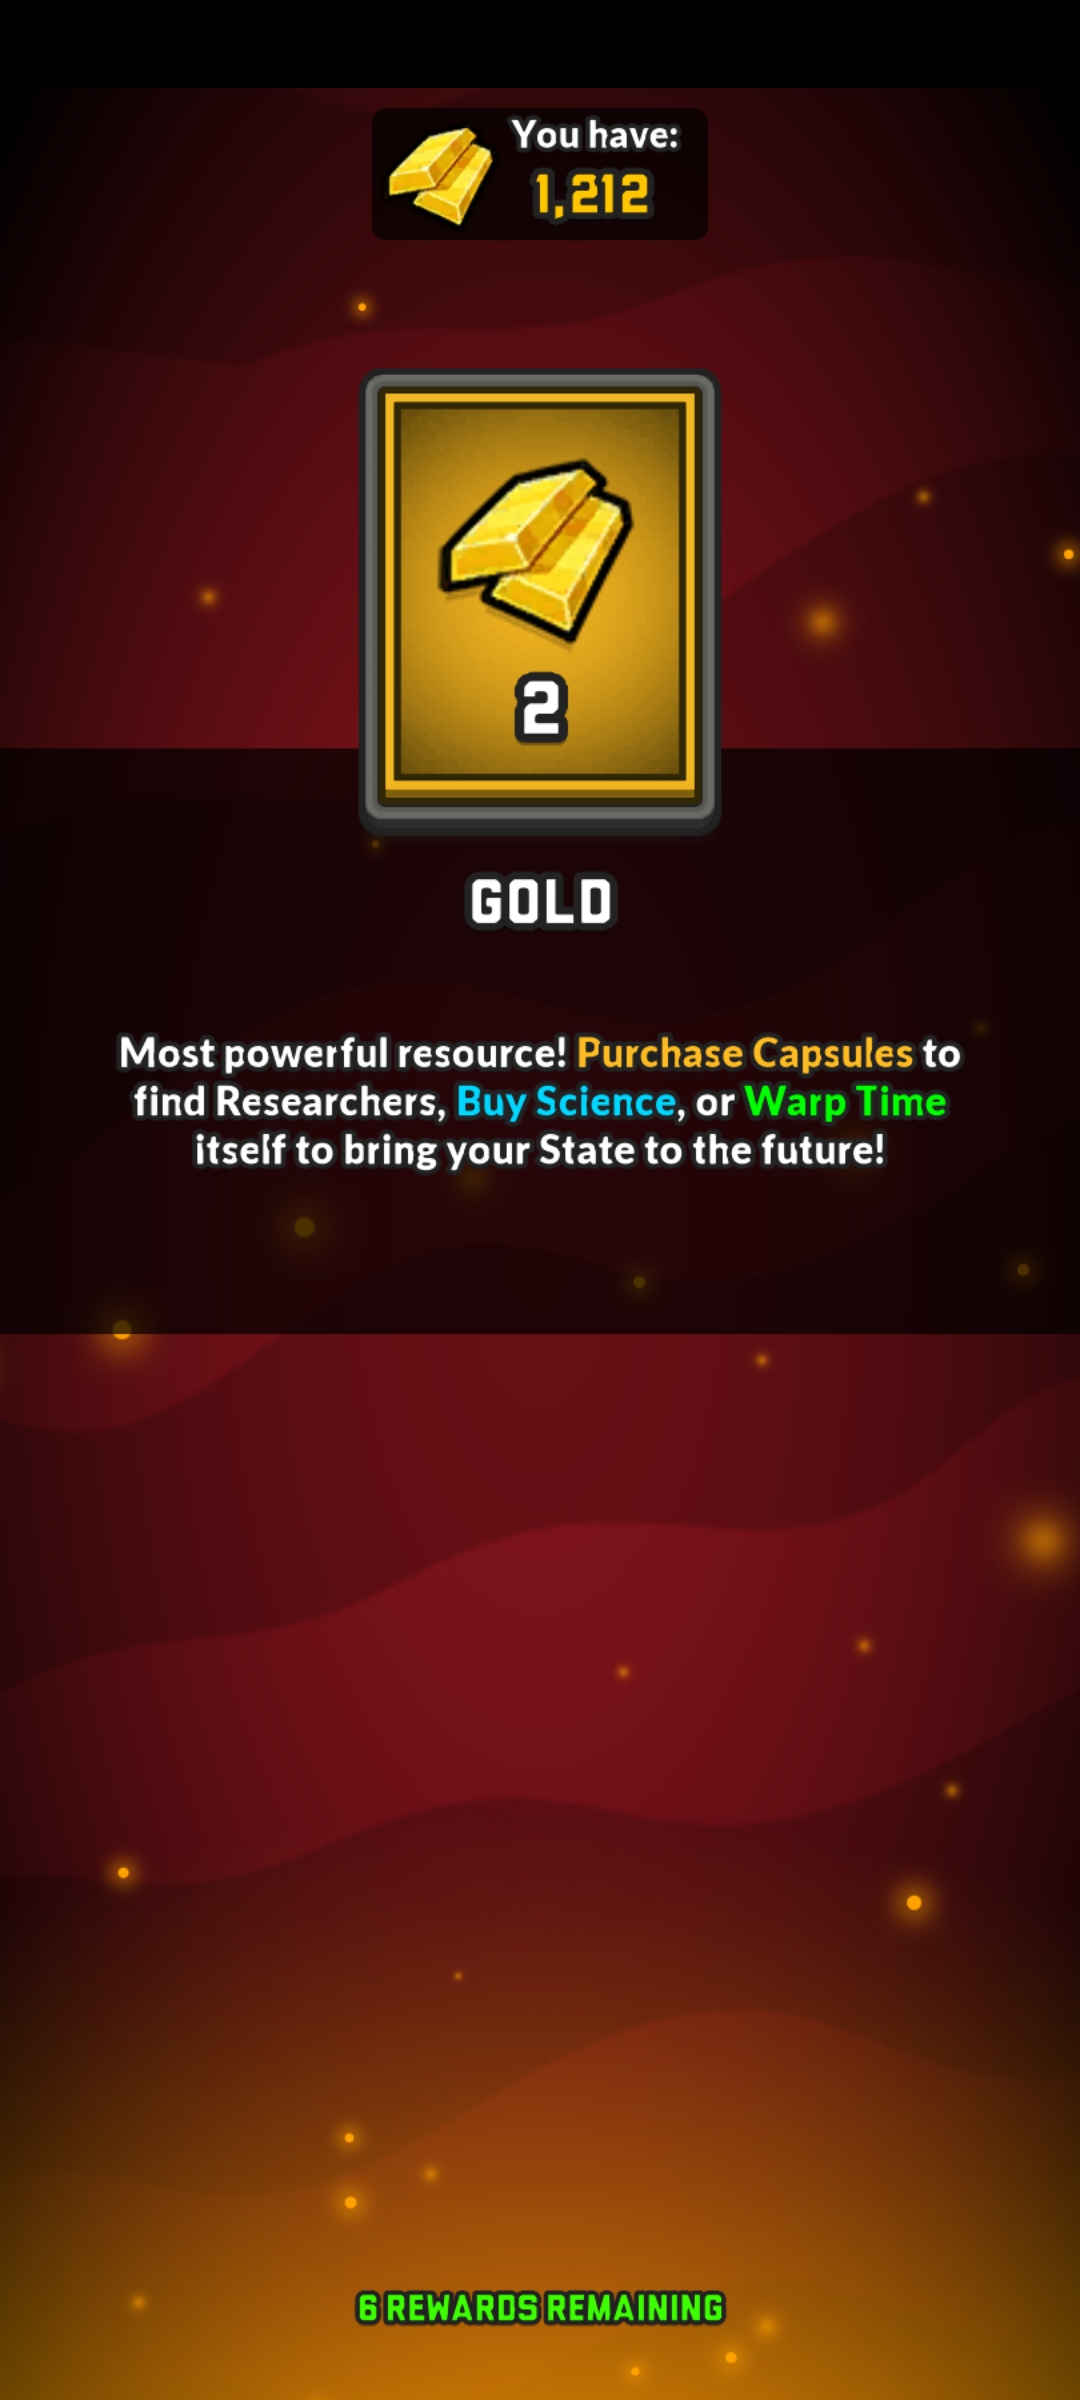 You have:
1,212
2
GOLD
Most powerful resource! Purchase Capsules to
find Researchers, Buy Science, or Warp Time
itself to bring your State to the future!
6 REWARDS REMAINING